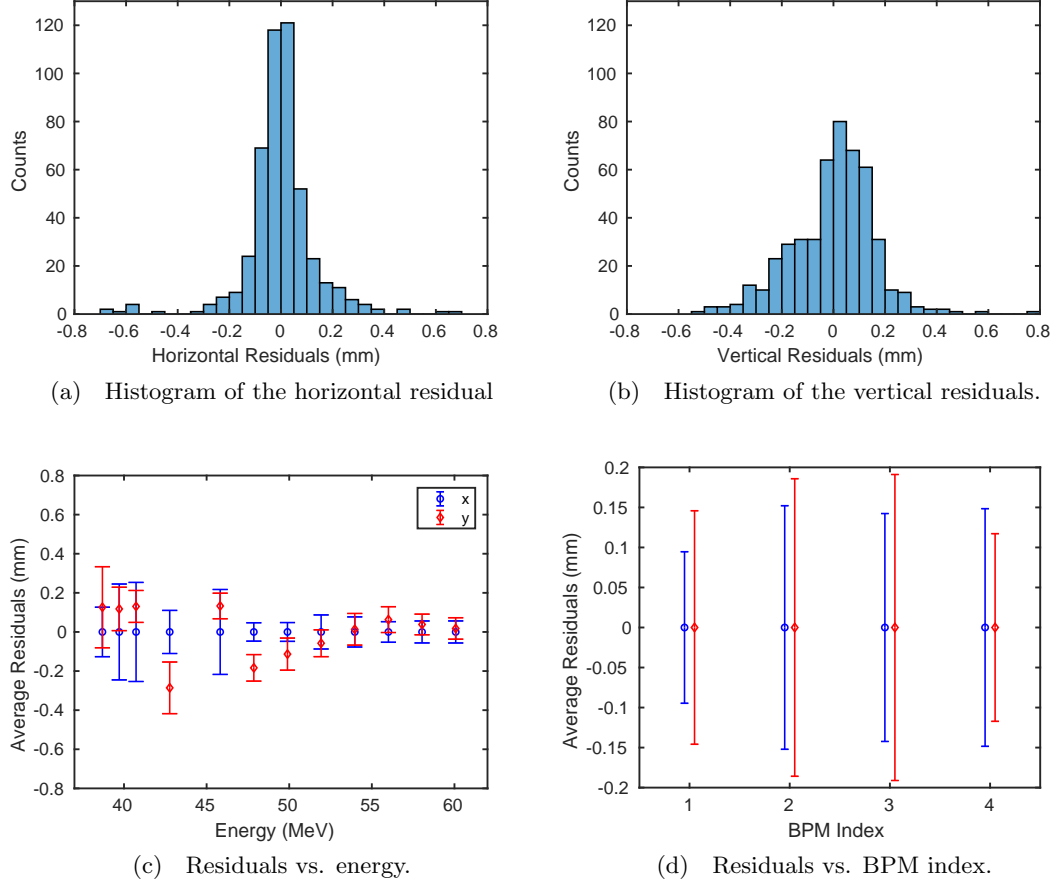 120
100
80
60
40
20
0
Counts
-0.8 -0.6 -0.4 -0.2 0 0.2 0.4 0.6 0.8
Horizontal Residuals (mm)
(a) Histogram of the horizontal residual
120
100
80
60
40
20
0
Counts
-0.8 -0.6 -0.4 -0.2 0 0.2 0.4 0.6 0.8
Vertical Residuals (mm)
(b) Histogram of the vertical residuals.
0.8
0.6
0.4
0.2
0
-0.2
-0.4
-0.6
-0.8
Average Residuals (mm)
x
y
40 45 50 55 60
Energy (MeV)
(c) Residuals vs. energy.
0.2
0.15
0.1
0.05
0
-0.05
-0.1
-0.15
-0.2
Average Residuals (mm)
1 2 3 4
BPM Index
(d) Residuals vs. BPM index.